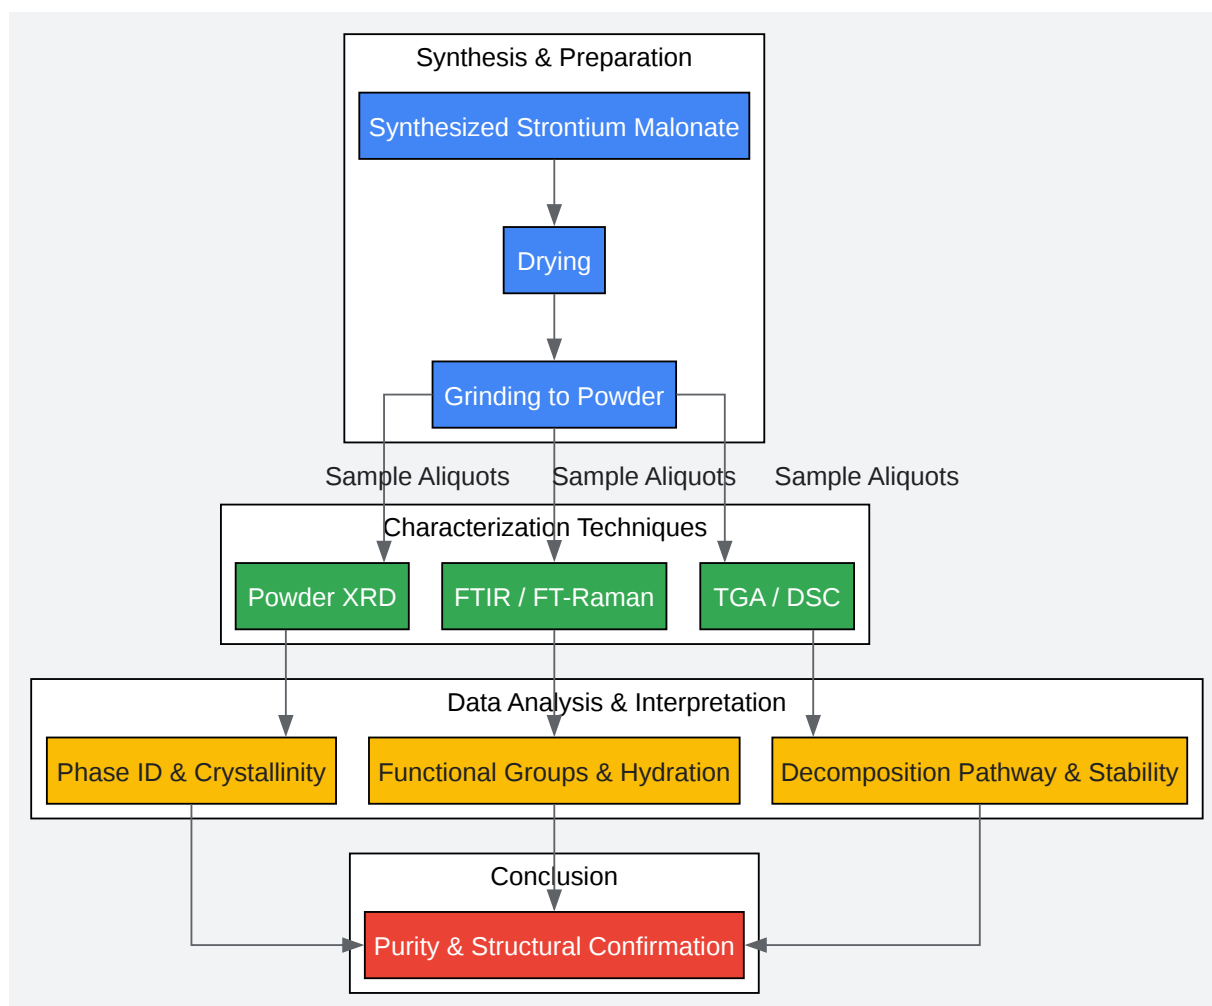 Synthesis & Preparation
Synthesized Strontium Malonate
Drying
Grinding to Powder
Sample Aliquots
Sample Aliquots
Sample Aliquots
Characterization Techniques
Powder XRD
FTIR / FT-Raman
TGA / DSC
Data Analysis & Interpretation
Phase ID & Crystallinity
Functional Groups & Hydration
Decomposition Pathway & Stability
Conclusion
Purity & Structural Confirmation